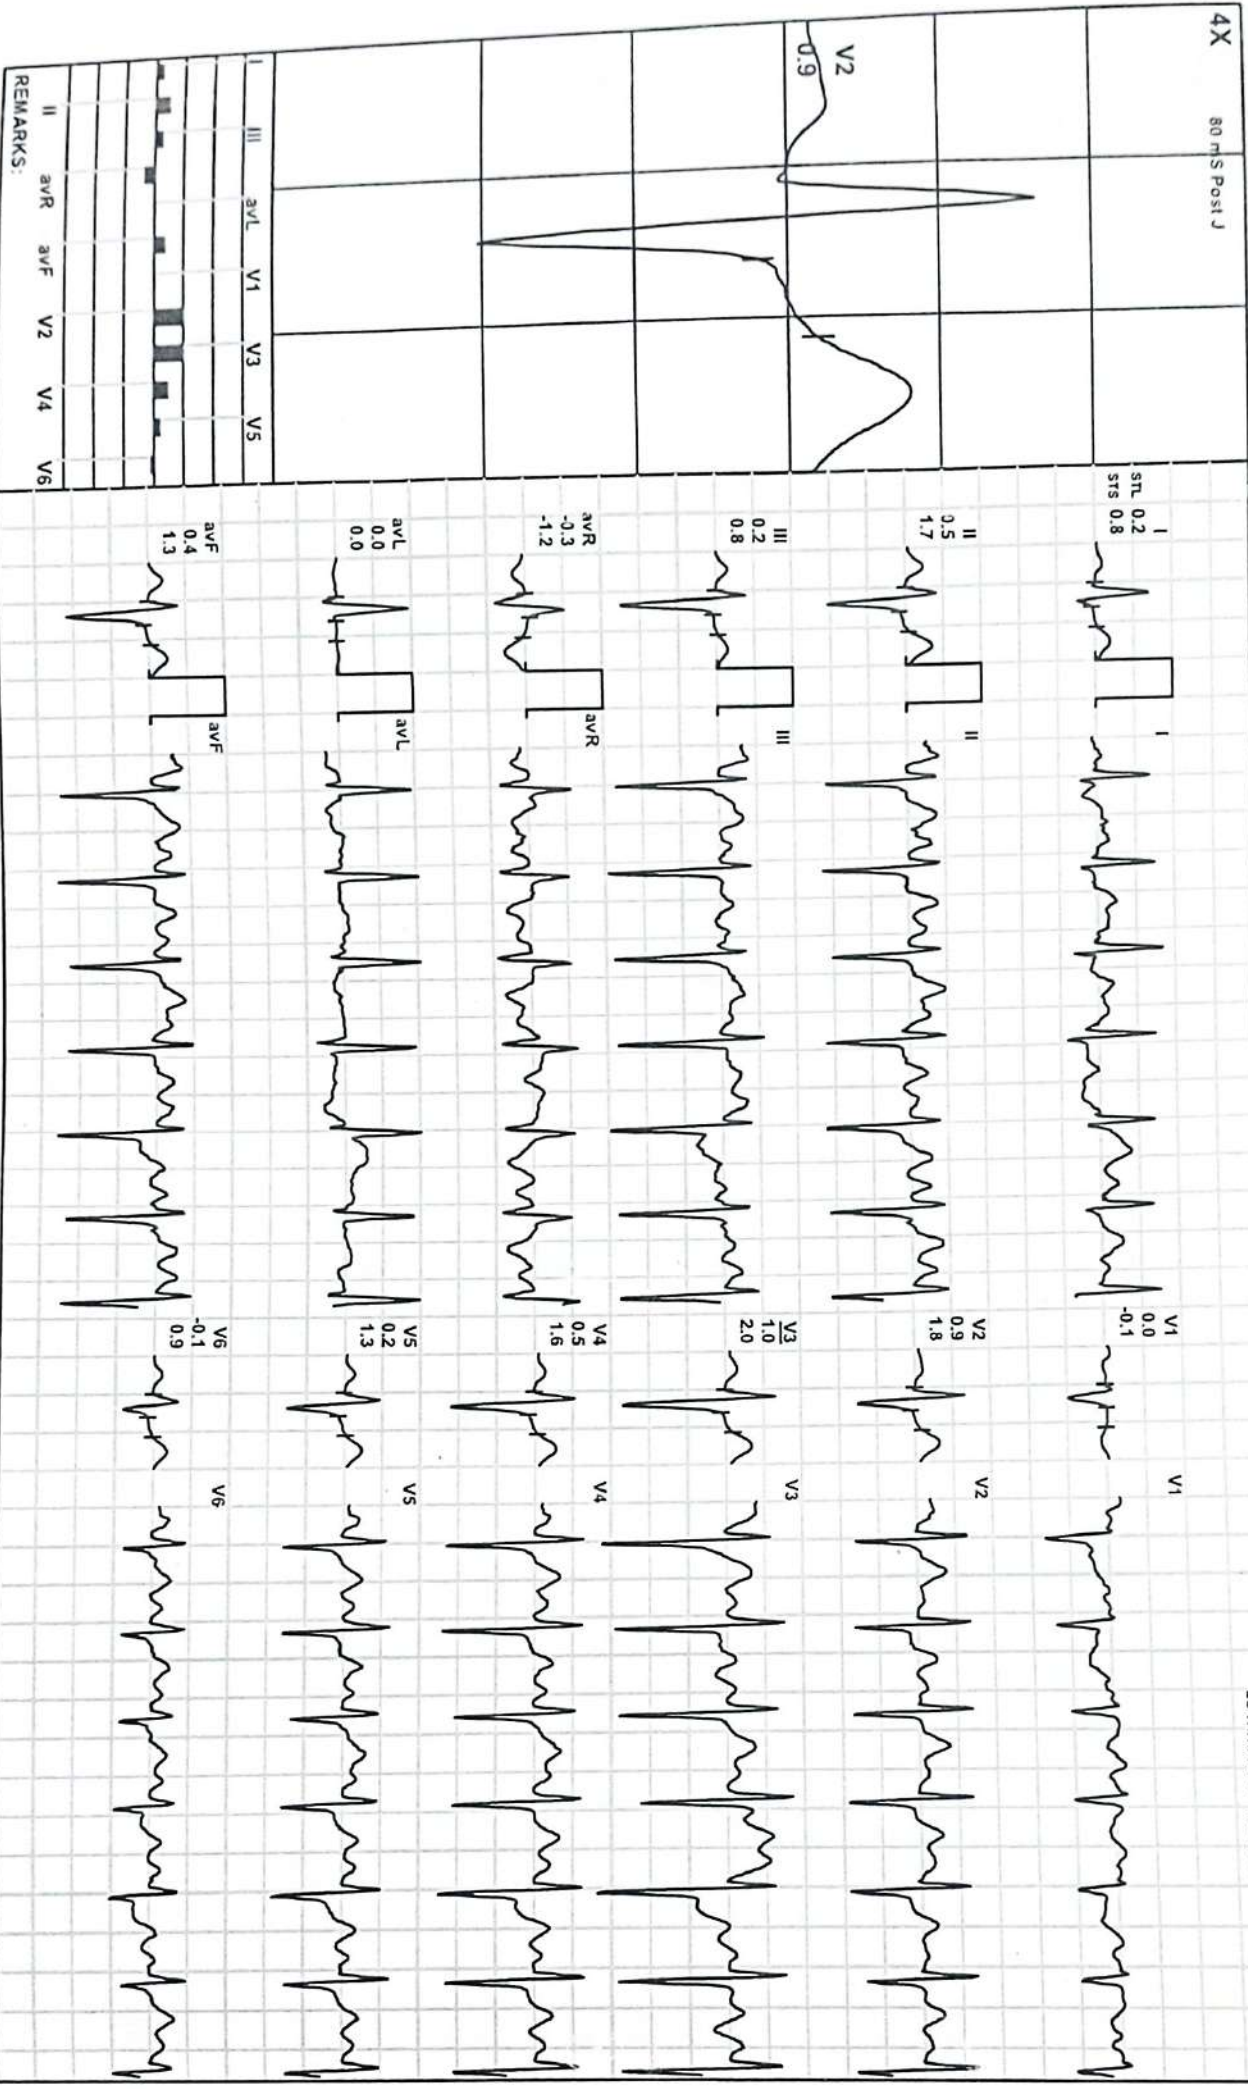 4X
80 mS Post J
V2
0.9
I
III
avL
V1
V3
V5
II
avR
avF
V2
V4
V6
REMARKS:
I
STL 0.2
STS 0.8
I
II
0.5
1.7
II
III
0.2
0.8
III
avR
-0.3
-1.2
avR
avL
0.0
0.0
avL
avF
0.4
1.3
avF
V1
0.0
-0.1
V1
V2
0.9
1.8
V2
V3
1.0
2.0
V3
V4
0.5
1.6
V4
V5
0.2
1.3
V5
V6
-0.1
0.9
V6